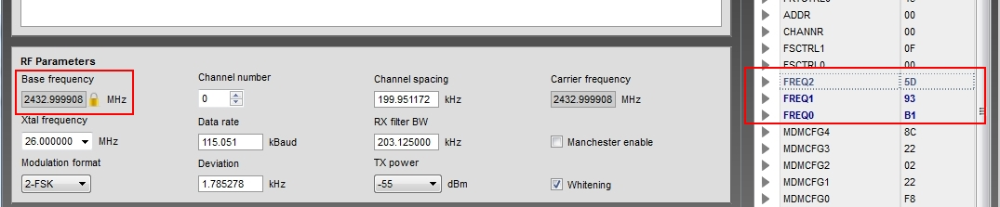 RF Parameters
Base frequency
2432.999908 MHz
Channel number
0
Channel spacing
199.951172 kHz
Carrier frequency
2432.999908 MHz
Xtal frequency
26.000000 MHz
Data rate
115.051 kBaud
RX filter BW
203.125000 kHz
Manchester enable
Modulation format
2-FSK
Deviation
1.785278 kHz
TX power
-55 dBm
Whitening
ADDR 00
CHANNR 00
FSCTRL1 0F
FSCTRL0 00
FREQ2 5D
FREQ1 93
FREQ0 B1
MDMCFG4 8C
MDMCFG3 22
MDMCFG2 02
MDMCFG1 22
MDMCFG0 F8